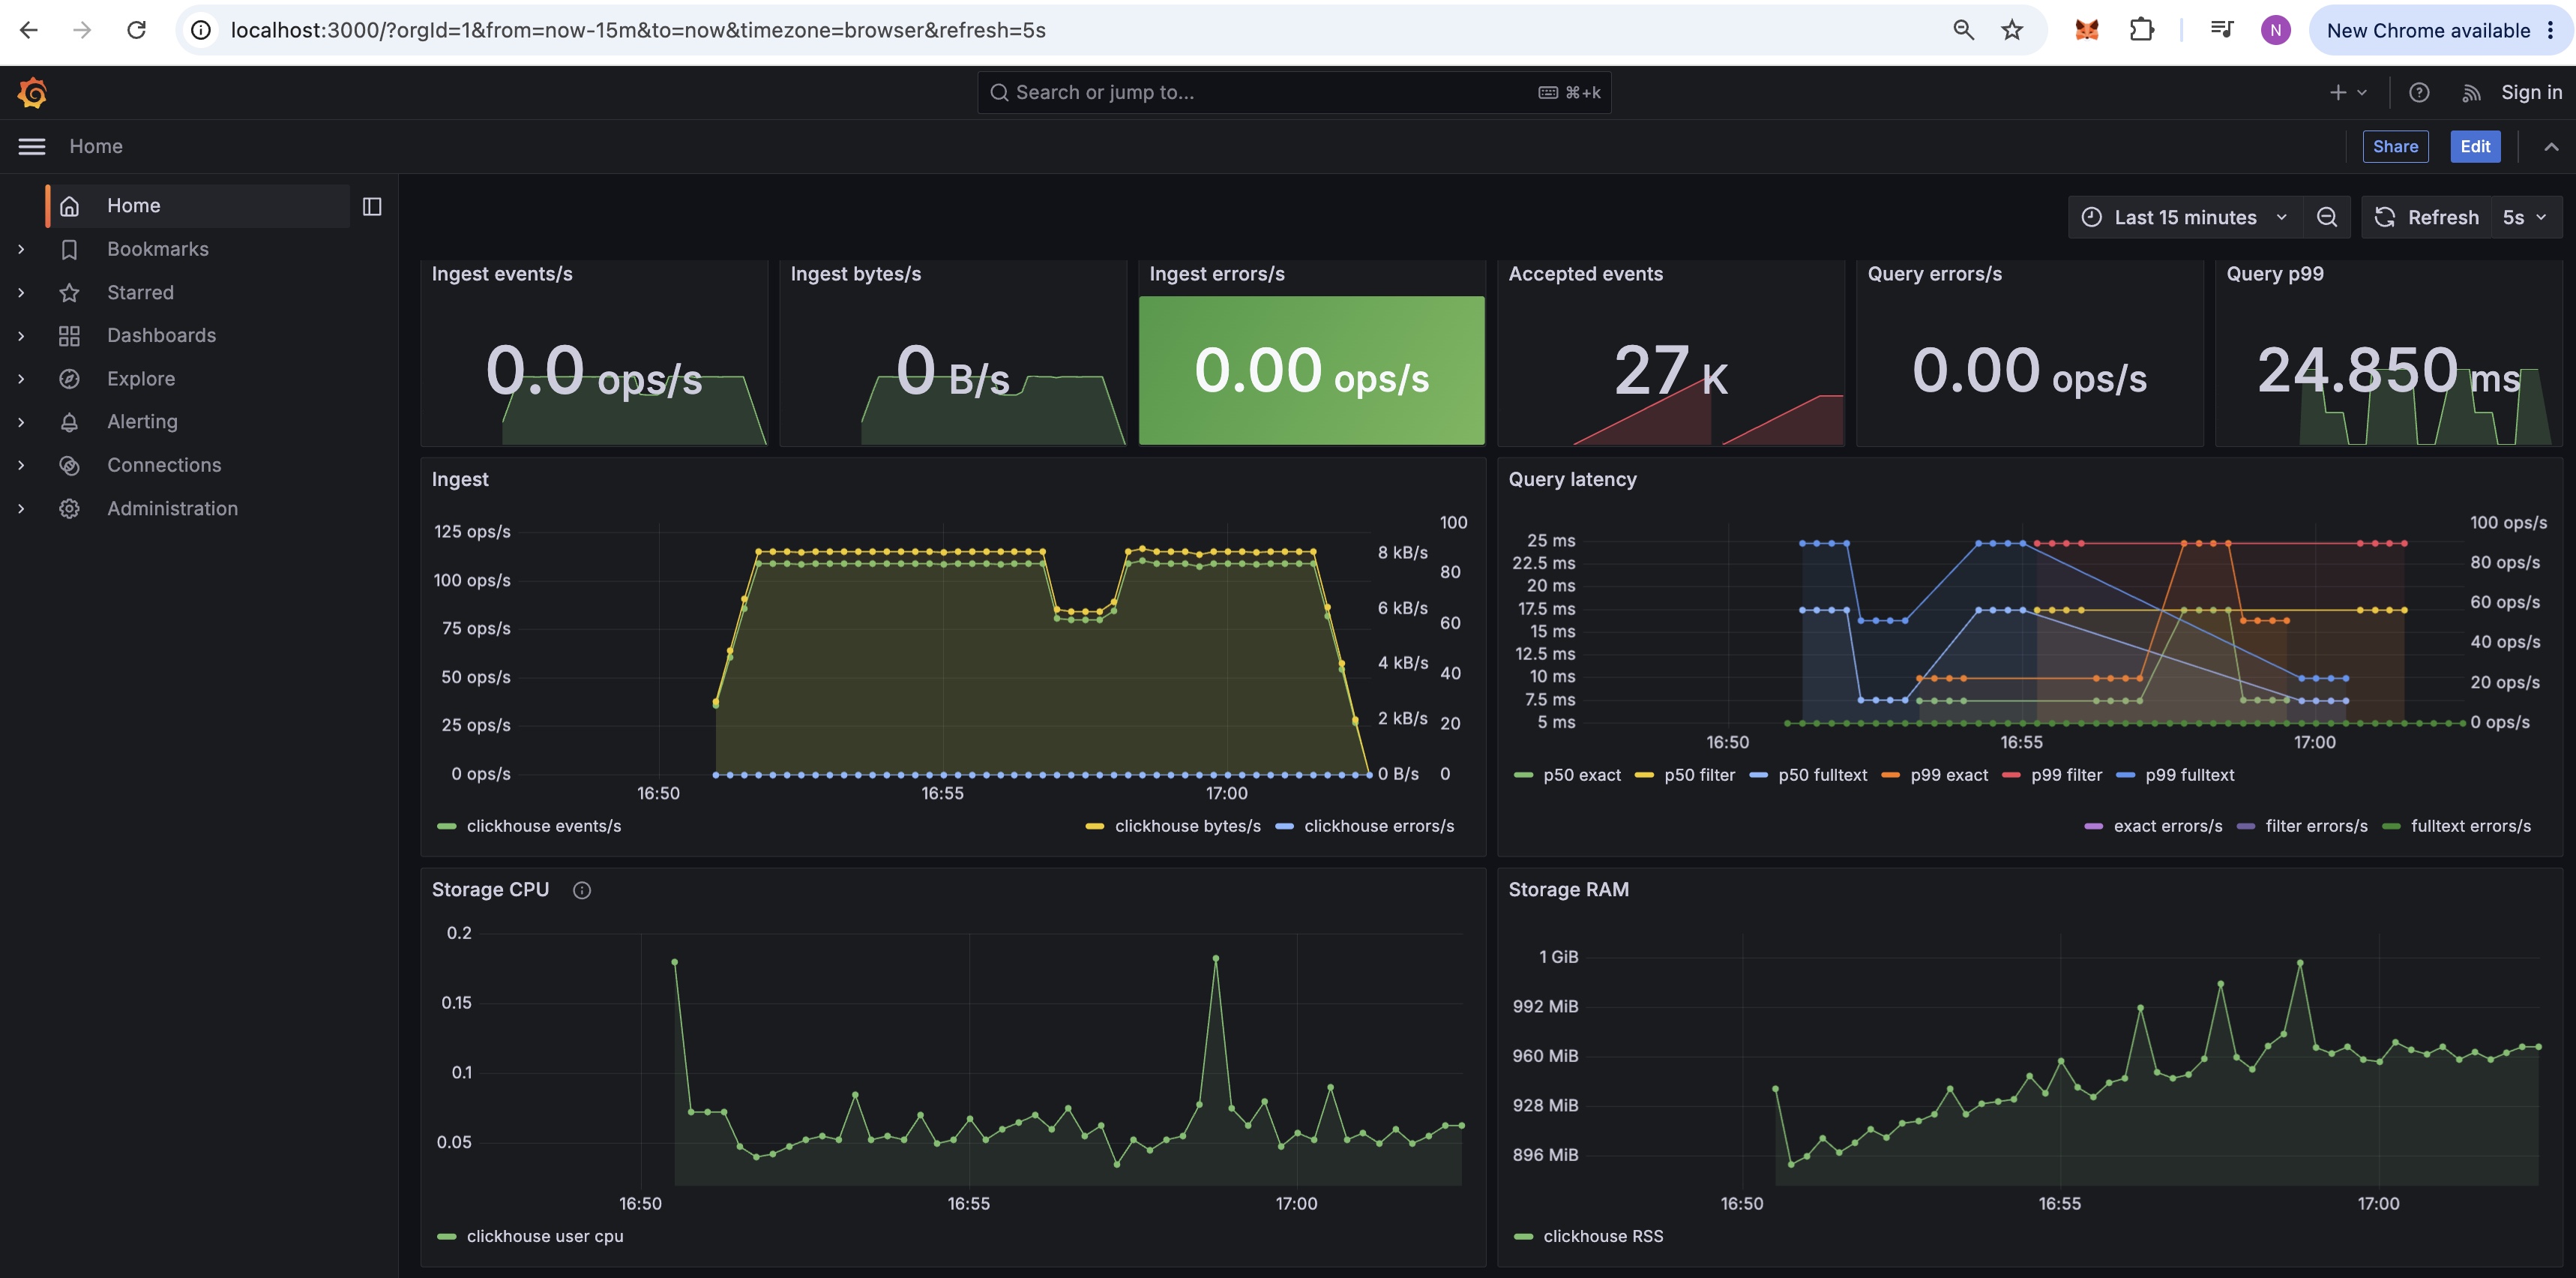 localhost:3000/?orgId=1&from=now-15m&to=now&timezone=browser&refresh=5s
N
New Chrome available
Search or jump to...
⌘+k
Sign in
Home
Share
Edit
Home
Bookmarks
Starred
Dashboards
Explore
Alerting
Connections
Administration
Last 15 minutes
Refresh
5s
Ingest events/s
0.0 ops/s
Ingest bytes/s
0 B/s
Ingest errors/s
0.00 ops/s
Accepted events
27 K
Query errors/s
0.00 ops/s
Query p99
24.850 ms
Ingest
125 ops/s
100 ops/s
75 ops/s
50 ops/s
25 ops/s
0 ops/s
8 kB/s
6 kB/s
4 kB/s
2 kB/s
0 B/s
100
80
60
40
20
0
16:50 16:55 17:00
clickhouse events/s
clickhouse bytes/s clickhouse errors/s
Query latency
25 ms
22.5 ms
20 ms
17.5 ms
15 ms
12.5 ms
10 ms
7.5 ms
5 ms
100 ops/s
80 ops/s
60 ops/s
40 ops/s
20 ops/s
0 ops/s
16:50 16:55 17:00
p50 exact p50 filter p50 fulltext p99 exact p99 filter p99 fulltext
exact errors/s filter errors/s fulltext errors/s
Storage CPU
0.2
0.15
0.1
0.05
16:50 16:55 17:00
clickhouse user cpu
Storage RAM
1 GiB
992 MiB
960 MiB
928 MiB
896 MiB
16:50 16:55 17:00
clickhouse RSS